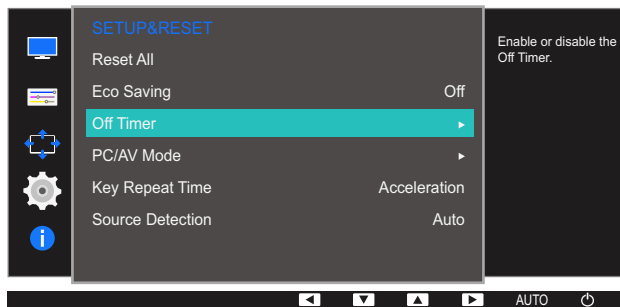 SETUP&RESET
Reset All
Eco Saving Off
Off Timer
PC/AV Mode
Key Repeat Time Acceleration
Source Detection Auto
Enable or disable the
Off Timer.
AUTO